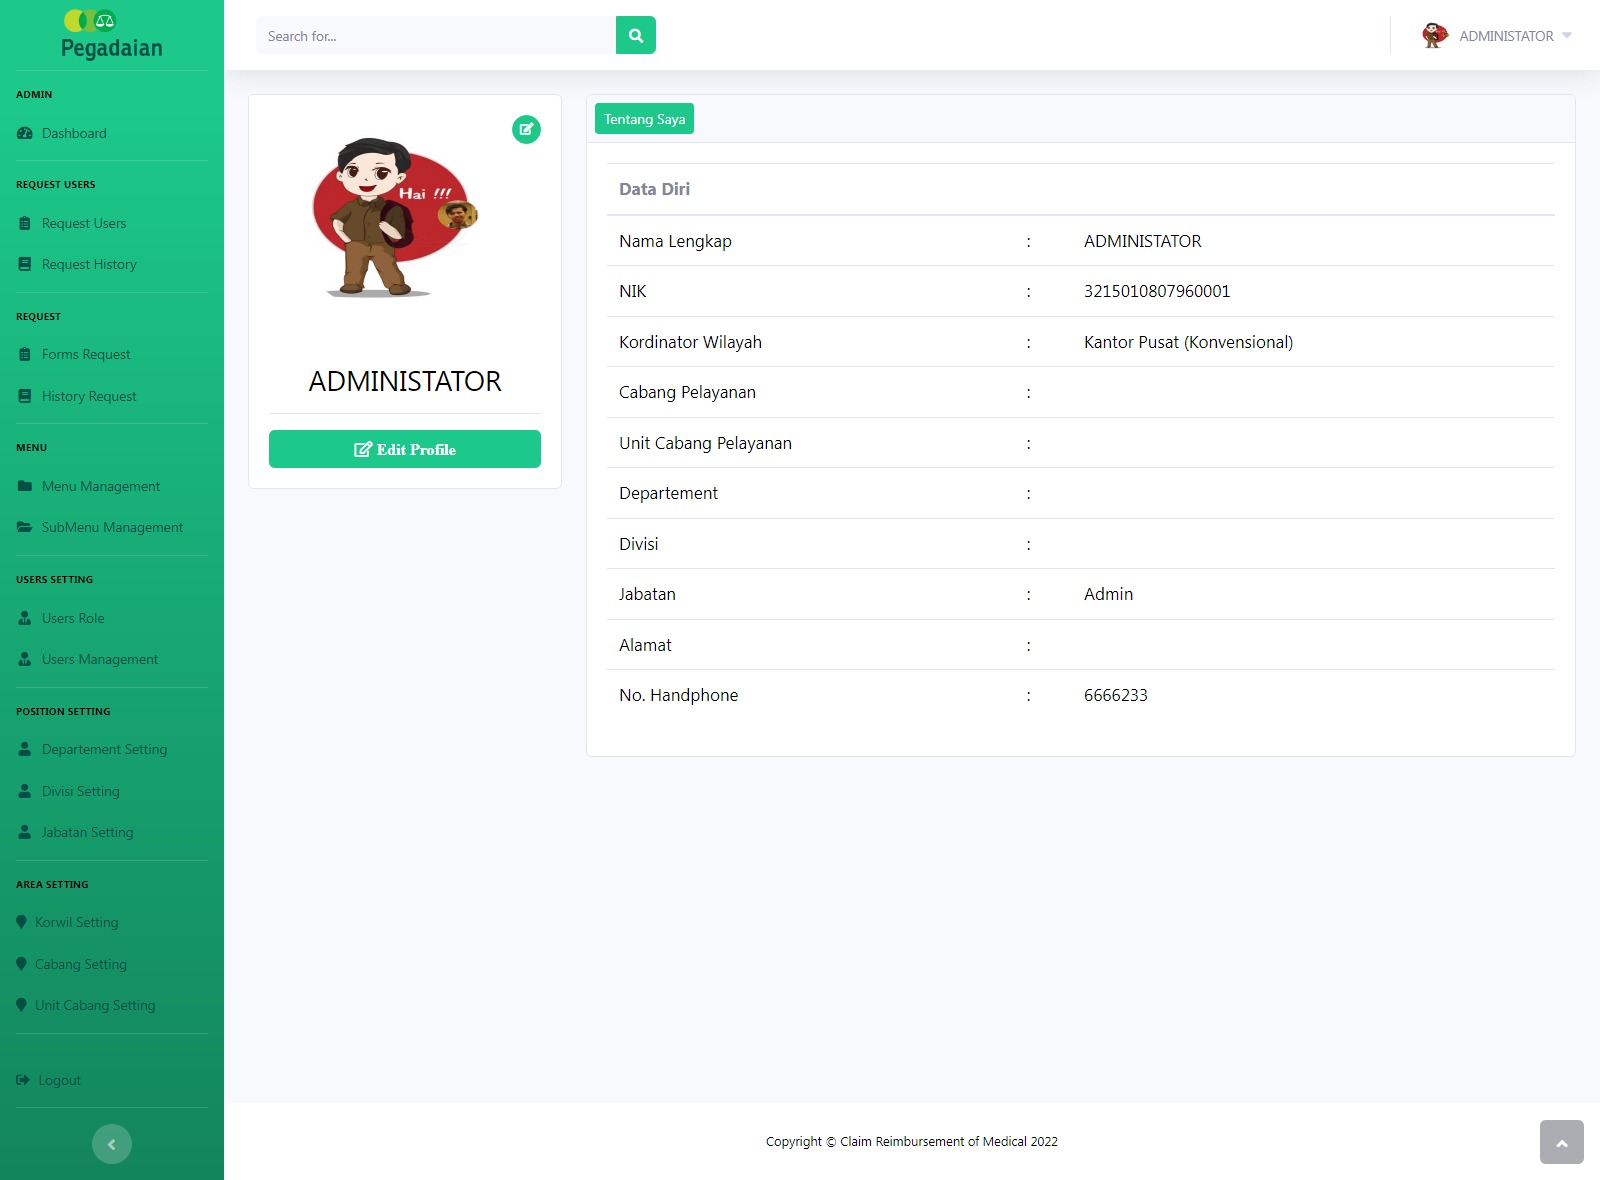 Pegadaian
ADMIN
Dashboard
REQUEST USERS
Request Users
Request History
REQUEST
Forms Request
History Request
MENU
Menu Management
SubMenu Management
USERS SETTING
Users Role
Users Management
POSITION SETTING
Departement Setting
Divisi Setting
Jabatan Setting
AREA SETTING
Korwil Setting
Cabang Setting
Unit Cabang Setting
Logout
Search for...
ADMINISTATOR
Hai !!!
ADMINISTATOR
Edit Profile
Tentang Saya
Data Diri
Nama Lengkap : ADMINISTATOR
NIK : 3215010807960001
Kordinator Wilayah : Kantor Pusat (Konvensional)
Cabang Pelayanan :
Unit Cabang Pelayanan :
Departement :
Divisi :
Jabatan : Admin
Alamat :
No. Handphone : 6666233
Copyright © Claim Reimbursement of Medical 2022